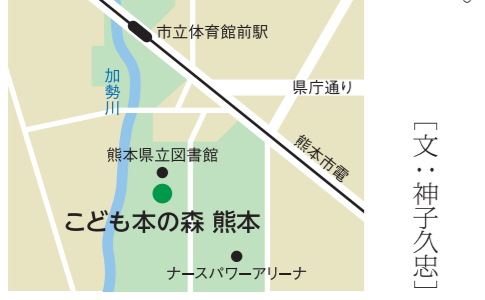 。
市立体育館前駅
加勢川
県庁通り
熊本市電
熊本県立図書館
こども本の森 熊本
ナースパワーアリーナ
［文：神子久忠］